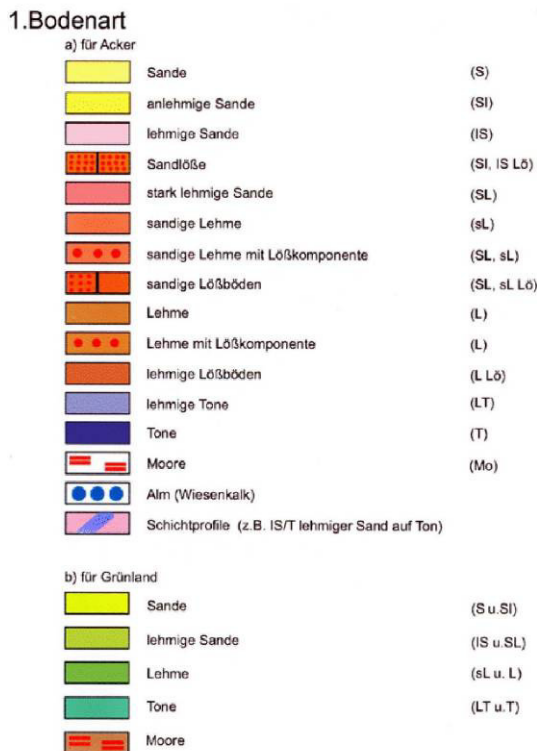 1.Bodenart
a) für Acker
Sande (S)
anlehmige Sande (Sl)
lehmige Sande (lS)
Sandlöße (Sl, lS Lö)
stark lehmige Sande (SL)
sandige Lehme (sL)
sandige Lehme mit Lößkomponente (SL, sL)
sandige Lößböden (SL, sL Lö)
Lehme (L)
Lehme mit Lößkomponente (L)
lehmige Lößböden (L Lö)
lehmige Tone (LT)
Tone (T)
Moore (Mo)
Alm (Wiesenkalk)
Schichtprofile (z.B. lS/T lehmiger Sand auf Ton)
b) für Grünland
Sande (S u.Sl)
lehmige Sande (lS u.SL)
Lehme (sL u. L)
Tone (LT u.T)
Moore